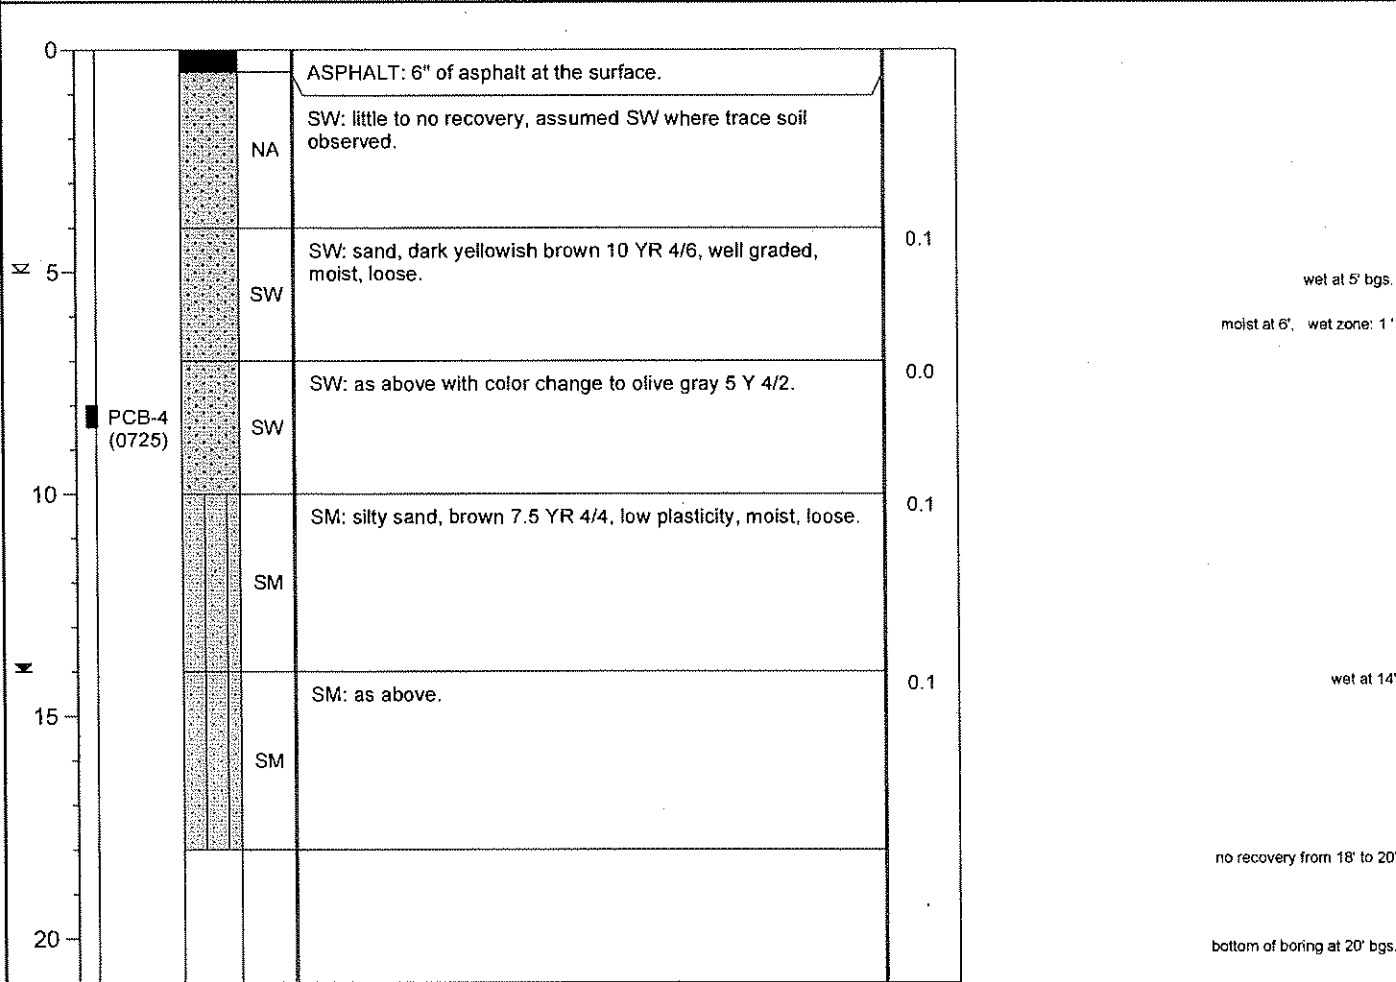 0
ASPHALT: 6" of asphalt at the surface.
SW: little to no recovery, assumed SW where trace soil
observed.
NA
SW: sand, dark yellowish brown 10 YR 4/6, well graded,
moist, loose.
0.1
5
SW
wet at 5' bgs.
moist at 6', wet zone: 1 '
SW: as above with color change to olive gray 5 Y 4/2.
0.0
PCB-4
(0725)
SW
10
SM: silty sand, brown 7.5 YR 4/4, low plasticity, moist, loose.
0.1
SM
SM: as above.
0.1
wet at 14'
15
SM
no recovery from 18' to 20'
20
bottom of boring at 20' bgs.